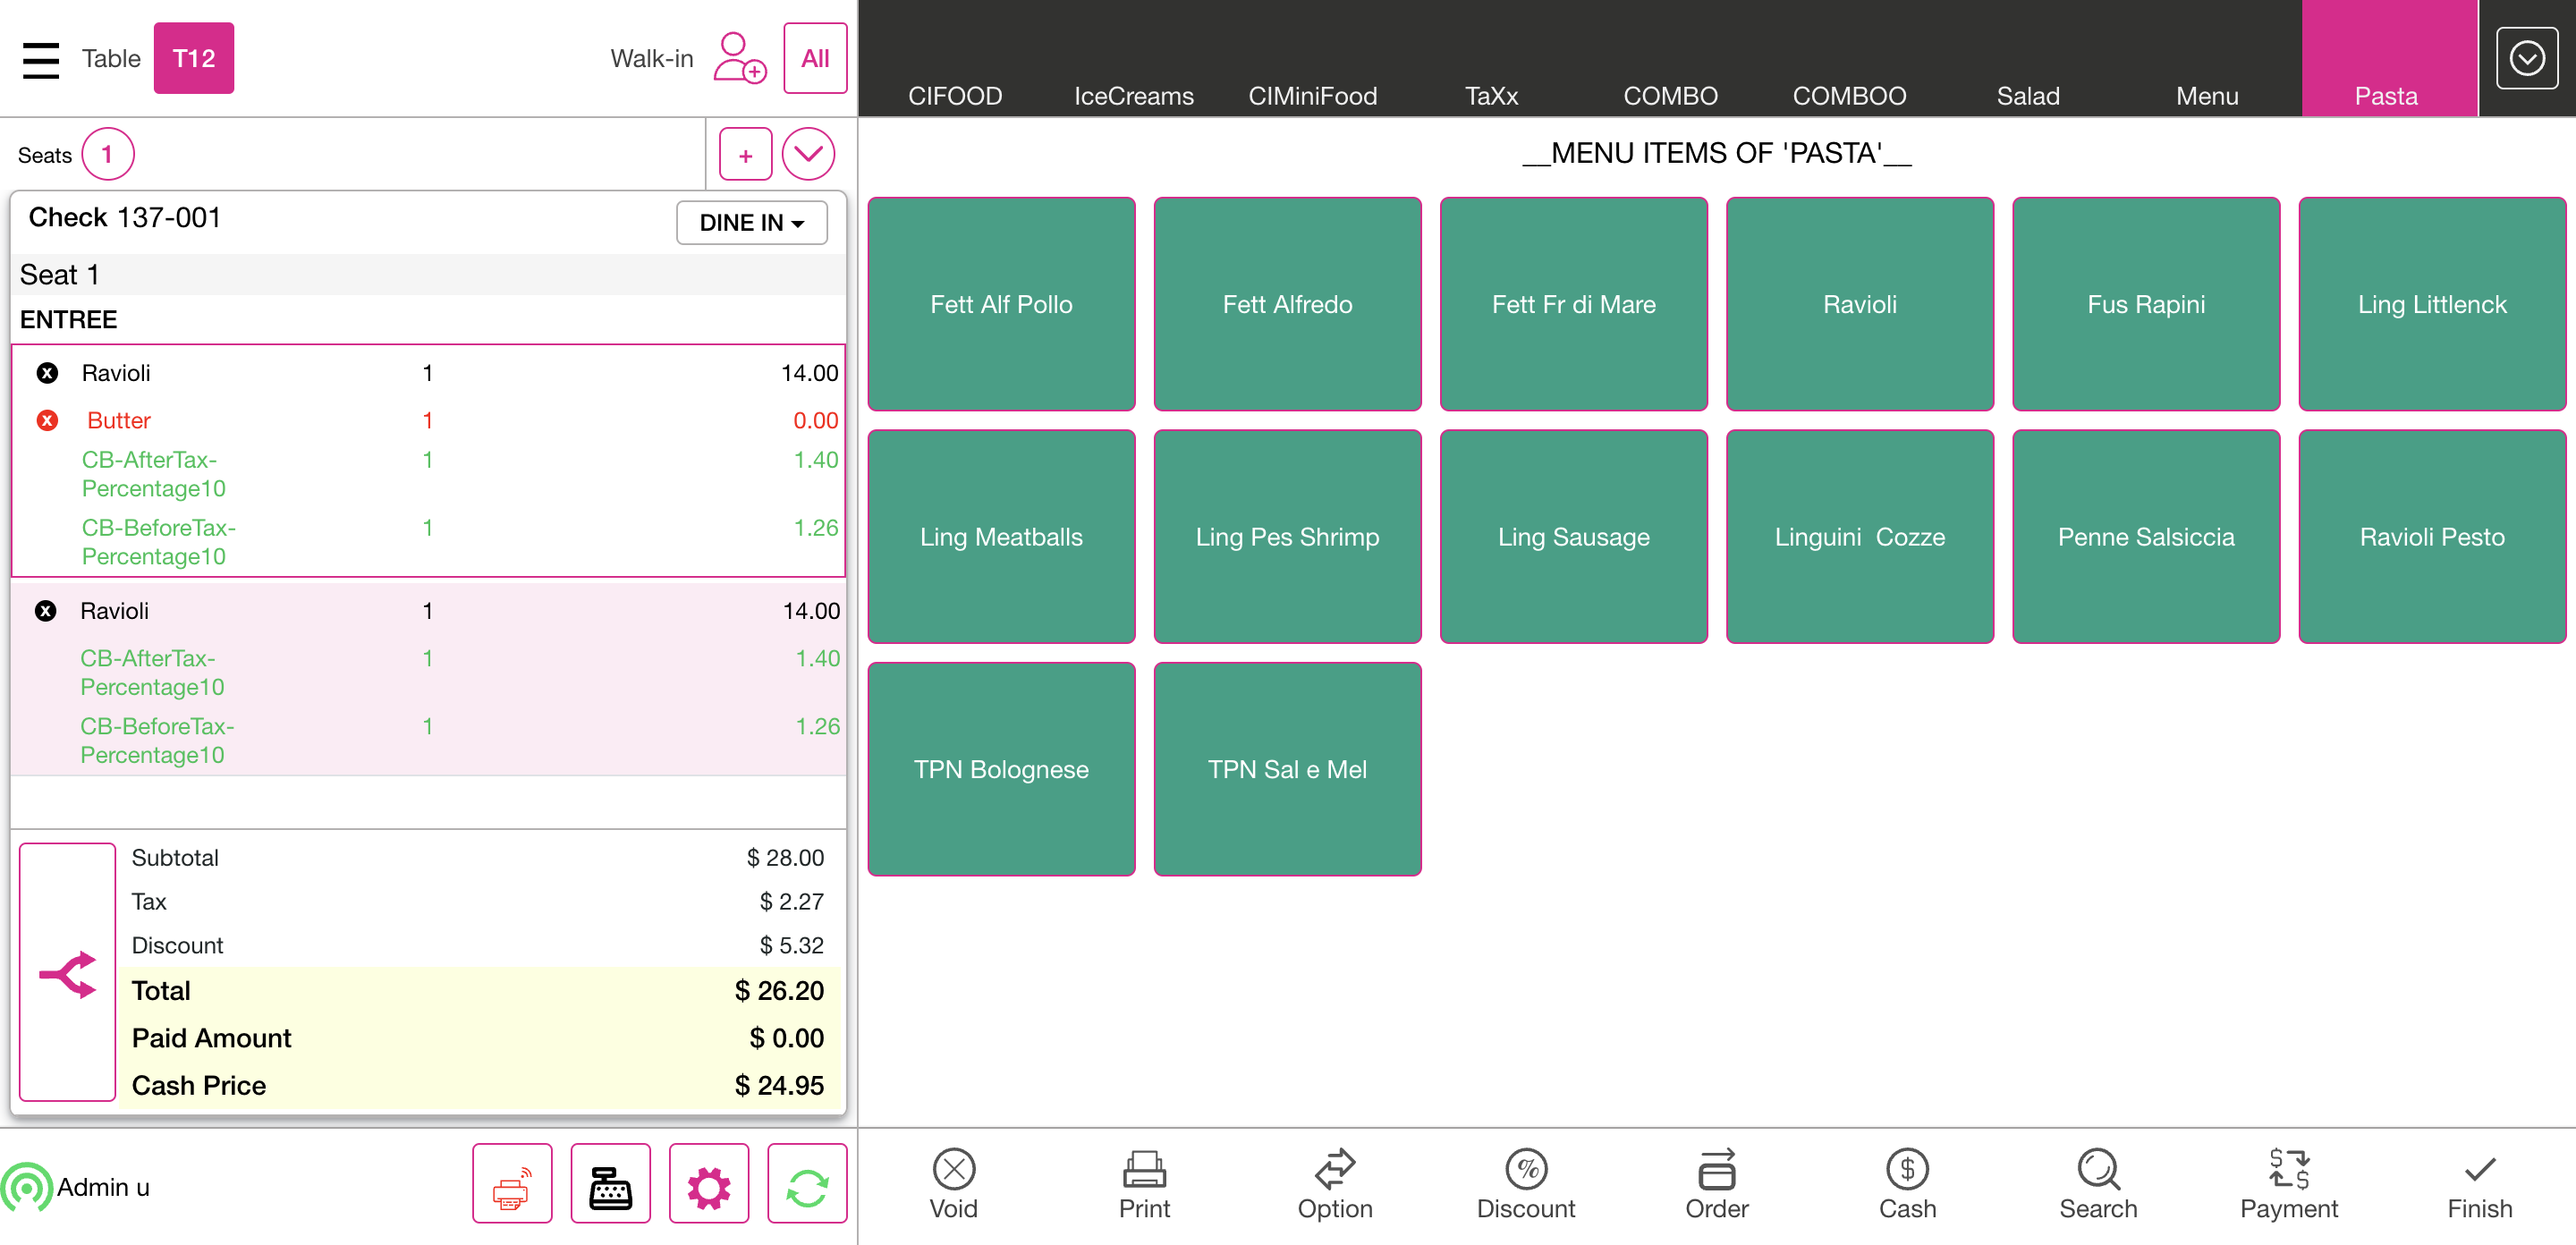 Table T12 Walk-in All
Seats 1 +
Check 137-001 DINE IN
Seat 1
ENTREE
x Ravioli 1 14.00
x Butter 1 0.00
CB-AfterTax- 1 1.40
Percentage10
CB-BeforeTax- 1 1.26
Percentage10
x Ravioli 1 14.00
CB-AfterTax- 1 1.40
Percentage10
CB-BeforeTax- 1 1.26
Percentage10
Subtotal $ 28.00
Tax $ 2.27
Discount $ 5.32
Total $ 26.20
Paid Amount $ 0.00
Cash Price $ 24.95
Admin u
CIFOOD IceCreams CIMiniFood TaXx COMBO COMBOO Salad Menu Pasta
__MENU ITEMS OF 'PASTA'__
Fett Alf Pollo Fett Alfredo Fett Fr di Mare Ravioli Fus Rapini Ling Littlenck
Ling Meatballs Ling Pes Shrimp Ling Sausage Linguini  Cozze Penne Salsiccia Ravioli Pesto
TPN Bolognese TPN Sal e Mel
% $ $ $
Void Print Option Discount Order Cash Search Payment Finish